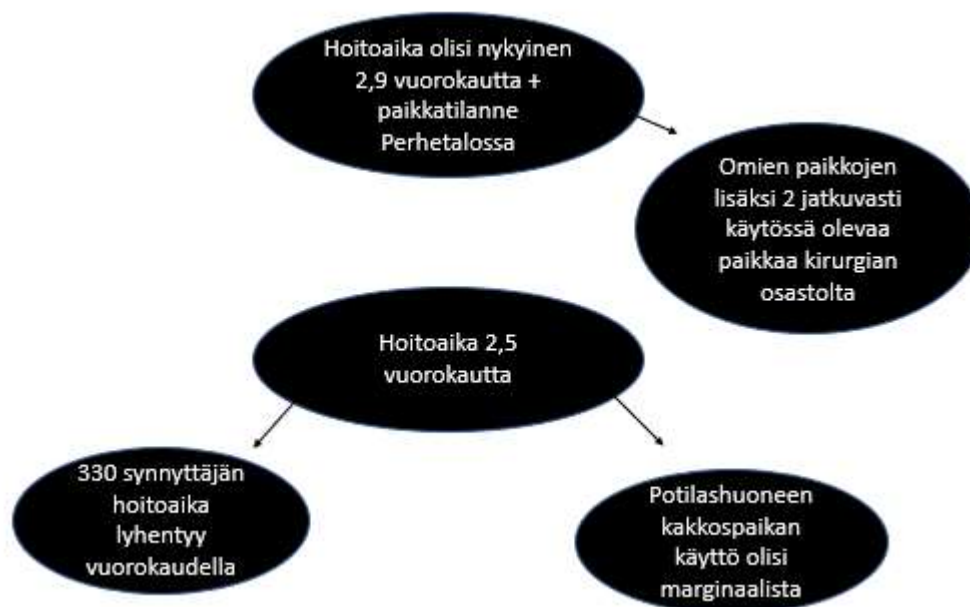 Hoitoaika olisi nykyinen
2,9 vuorokautta +
paikkatilanne
Perhetalossa
Omien paikkojen
lisäksi 2 jatkuvasti
käytössä olevaa
paikkaa kirurgian
osastolta
Hoitoaika 2,5
vuorokautta
330 synnyttäjän
hoitoaika
lyhentyy
vuorokaudella
Potilashuoneen
kakkospaikan
käyttö olisi
marginaalista